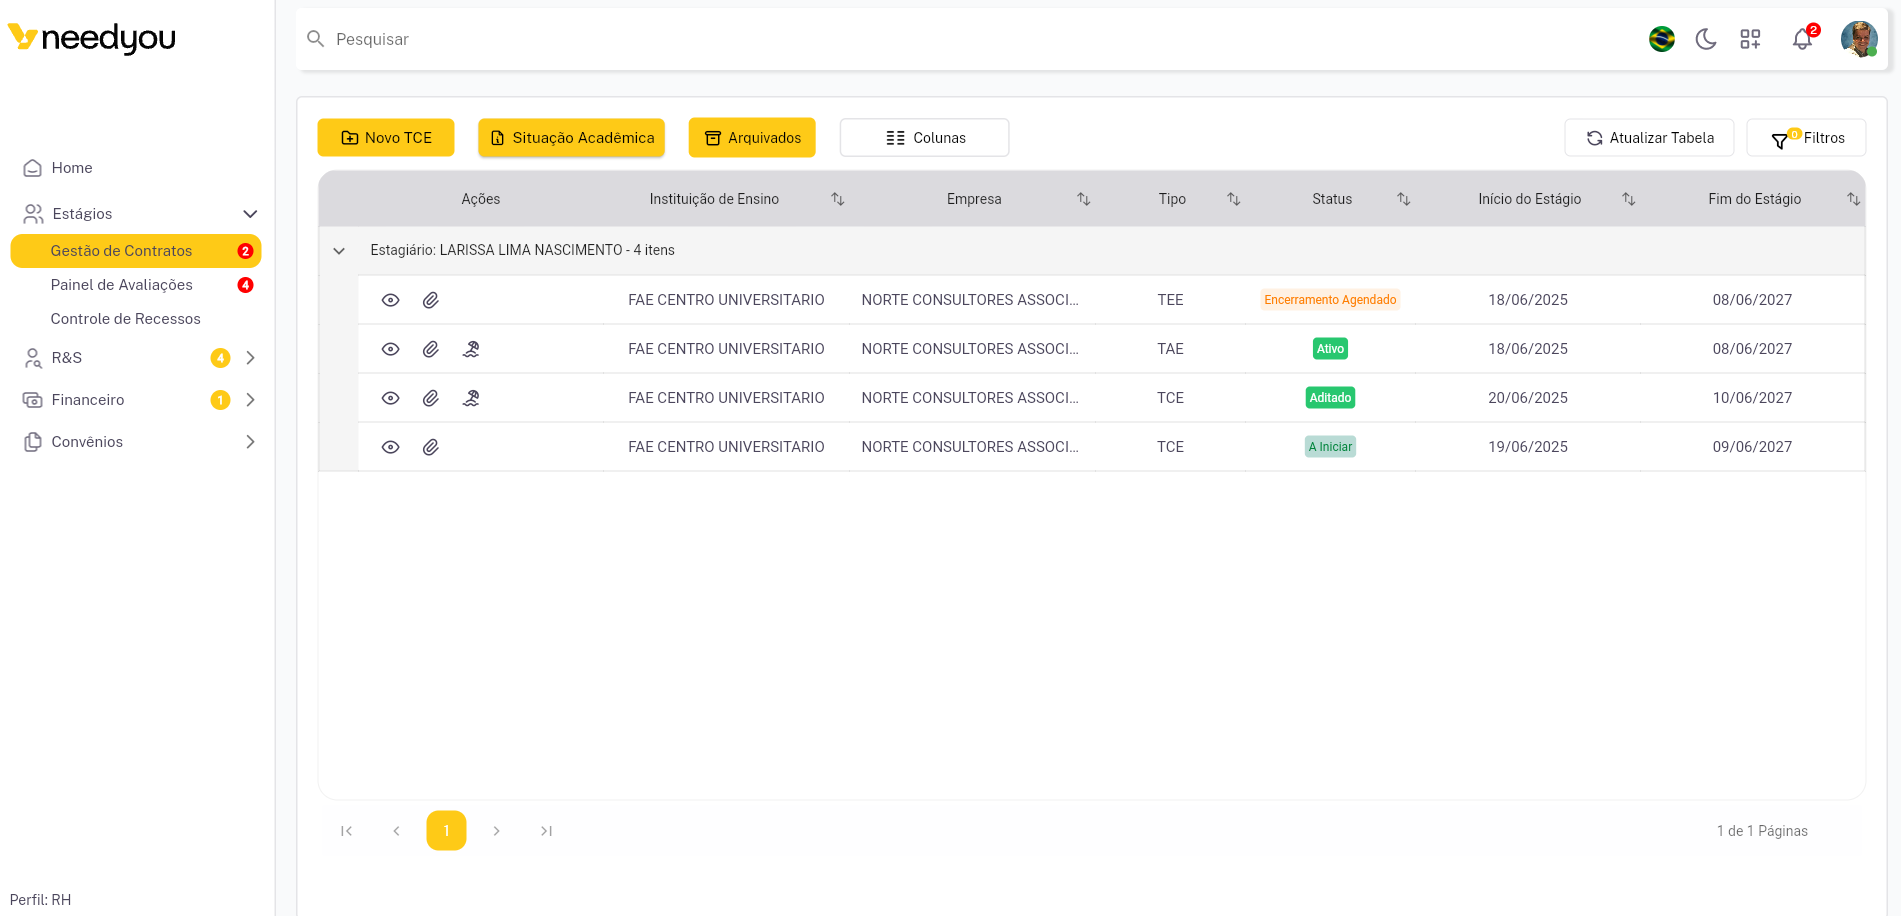 needyou
Pesquisar
2
Home
Estágios
Gestão de Contratos 2
Painel de Avaliações 4
Controle de Recessos
R&S 4
Financeiro 1
Convênios
Perfil: RH
Novo TCE Situação Acadêmica Arquivados Colunas Atualizar Tabela 0 Filtros
Ações Instituição de Ensino Empresa Tipo Status Início do Estágio Fim do Estágio
Estagiário: LARISSA LIMA NASCIMENTO - 4 itens
FAE CENTRO UNIVERSITARIO NORTE CONSULTORES ASSOCI... TEE Encerramento Agendado 18/06/2025 08/06/2027
FAE CENTRO UNIVERSITARIO NORTE CONSULTORES ASSOCI... TAE Ativo 18/06/2025 08/06/2027
FAE CENTRO UNIVERSITARIO NORTE CONSULTORES ASSOCI... TCE Aditado 20/06/2025 10/06/2027
FAE CENTRO UNIVERSITARIO NORTE CONSULTORES ASSOCI... TCE A Iniciar 19/06/2025 09/06/2027
1
1 de 1 Páginas